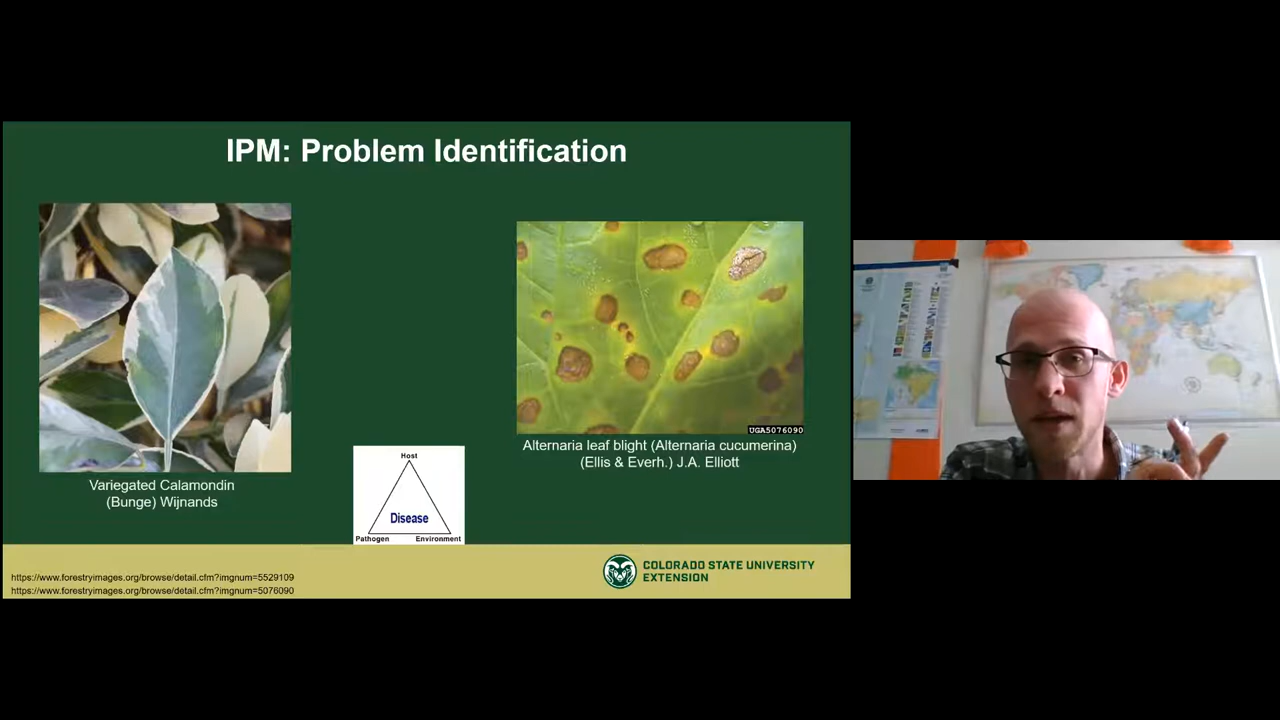 IPM: Problem Identification
Variegated Calamondin
(Bunge) Wijnands
Host
Disease
Pathogen Environment
UGA5076090
Alternaria leaf blight (Alternaria cucumerina)
(Ellis & Everh.) J.A. Elliott
https://www.forestryimages.org/browse/detail.cfm?imgnum=5529109
https://www.forestryimages.org/browse/detail.cfm?imgnum=5076090
COLORADO STATE UNIVERSITY
EXTENSION